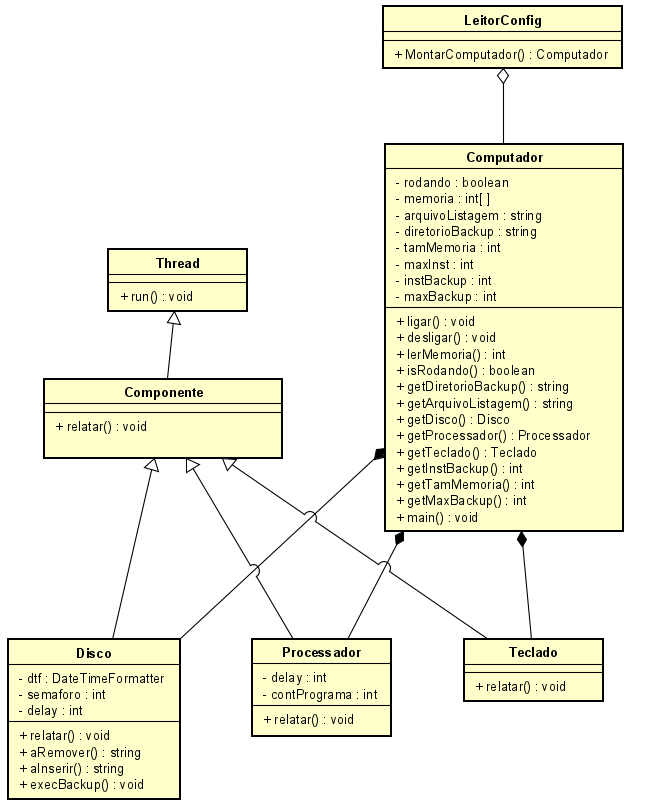 LeitorConfig
+ MontarComputador() : Computador
Computador
- rodando : boolean
- memoria : int[ ]
- arquivoListagem : string
- diretorioBackup : string
- tamMemoria : int
- maxInst : int
- instBackup : int
- maxBackup : int
+ ligar() : void
+ desligar() : void
+ lerMemoria() : int
+ isRodando() : boolean
+ getDiretorioBackup() : string
+ getArquivoListagem() : string
+ getDisco() : Disco
+ getProcessador() : Processador
+ getTeclado() : Teclado
+ getInstBackup() : int
+ getTamMemoria() : int
+ getMaxBackup() : int
+ main() : void
Thread
+ run() : void
Componente
+ relatar() : void
Disco
- dtf : DateTimeFormatter
- semaforo : int
- delay : int
+ relatar() : void
+ aRemover() : string
+ aInserir() : string
+ execBackup() : void
Processador
- delay : int
- contPrograma : int
+ relatar() : void
Teclado
+ relatar() : void